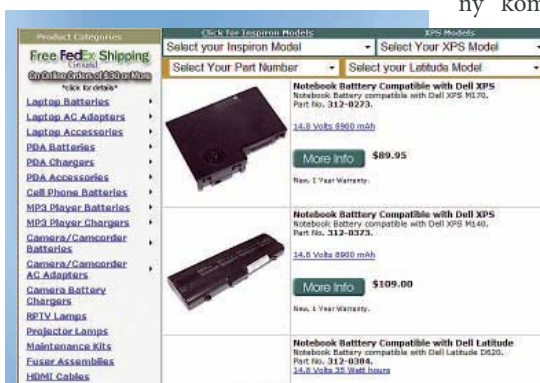 ny kom
Product Categories
Free FedEx Shipping
Ground
On Online Orders of $30 or More
*click for details*
Laptop Batteries
Laptop AC Adapters
Laptop Accessories
PDA Batteries
PDA Chargers
PDA Accessories
Cell Phone Batteries
MP3 Player Batteries
MP3 Player Chargers
Camera/Camcorder
Batteries
Camera/Camcorder
AC Adapters
Camera Battery
Chargers
RPTV Lamps
Projector Lamps
Maintenance Kits
Fuser Assemblies
HDMI Cables
Click for Inspiron Models
XPS Models
Select your Inspiron Model
Select Your XPS Model
Select Your Part Number
Select your Latitude Model
Notebook Batttery Compatible with Dell XPS
Notebook Battery compatible with Dell XPS M170.
Part No. 312-0273.
14.8 Volts 8900 mAh
More Info
$89.95
New, 1 Year Warranty.
Notebook Batttery Compatible with Dell XPS
Notebook Battery compatible with Dell XPS M140.
Part No. 312-0373.
14.8 Volts 6900 mAh
More Info
$109.00
New, 1 Year Warranty.
Notebook Batttery Compatible with Dell Latitude
Notebook Battery compatible with Dell Latitude D620.
Part No. 312-0384.
14.8 Volts 35 Watt hours